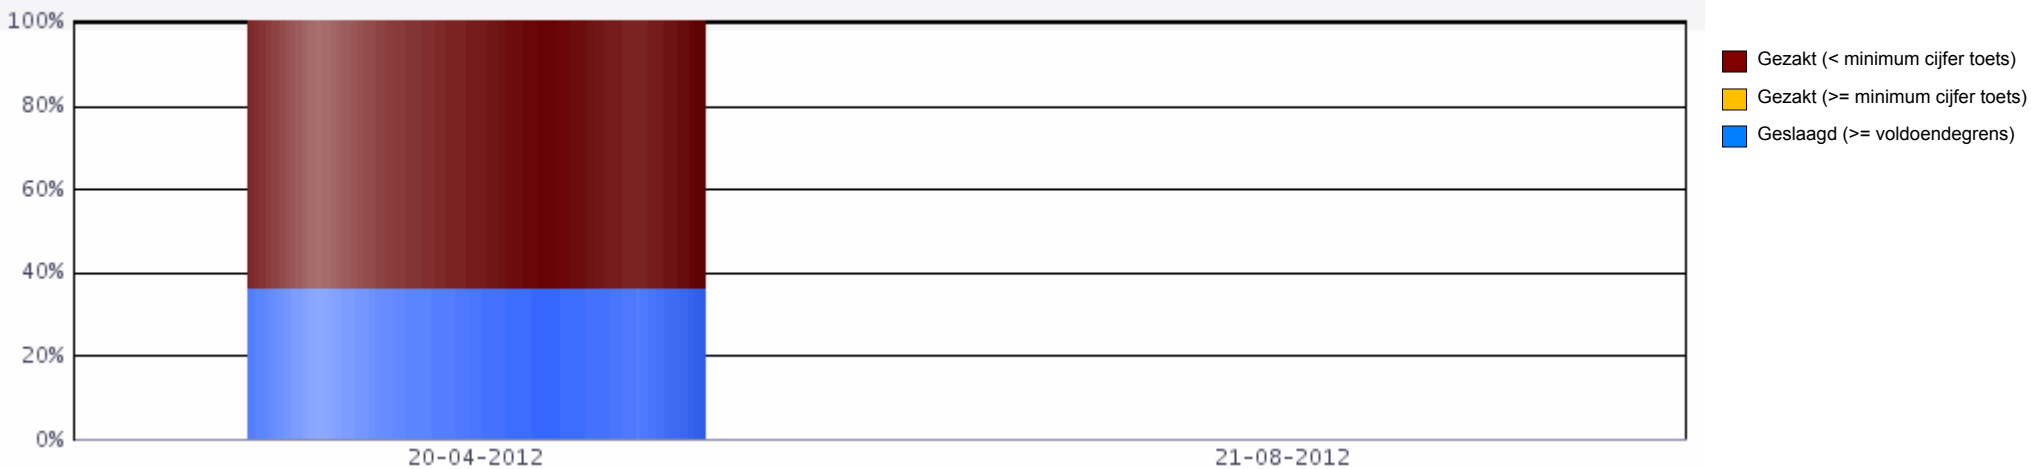 100%
80%
60%
40%
20%
0%
20-04-2012
21-08-2012
Gezakt (< minimum cijfer toets)
Gezakt (>= minimum cijfer toets)
Geslaagd (>= voldoendegrens)